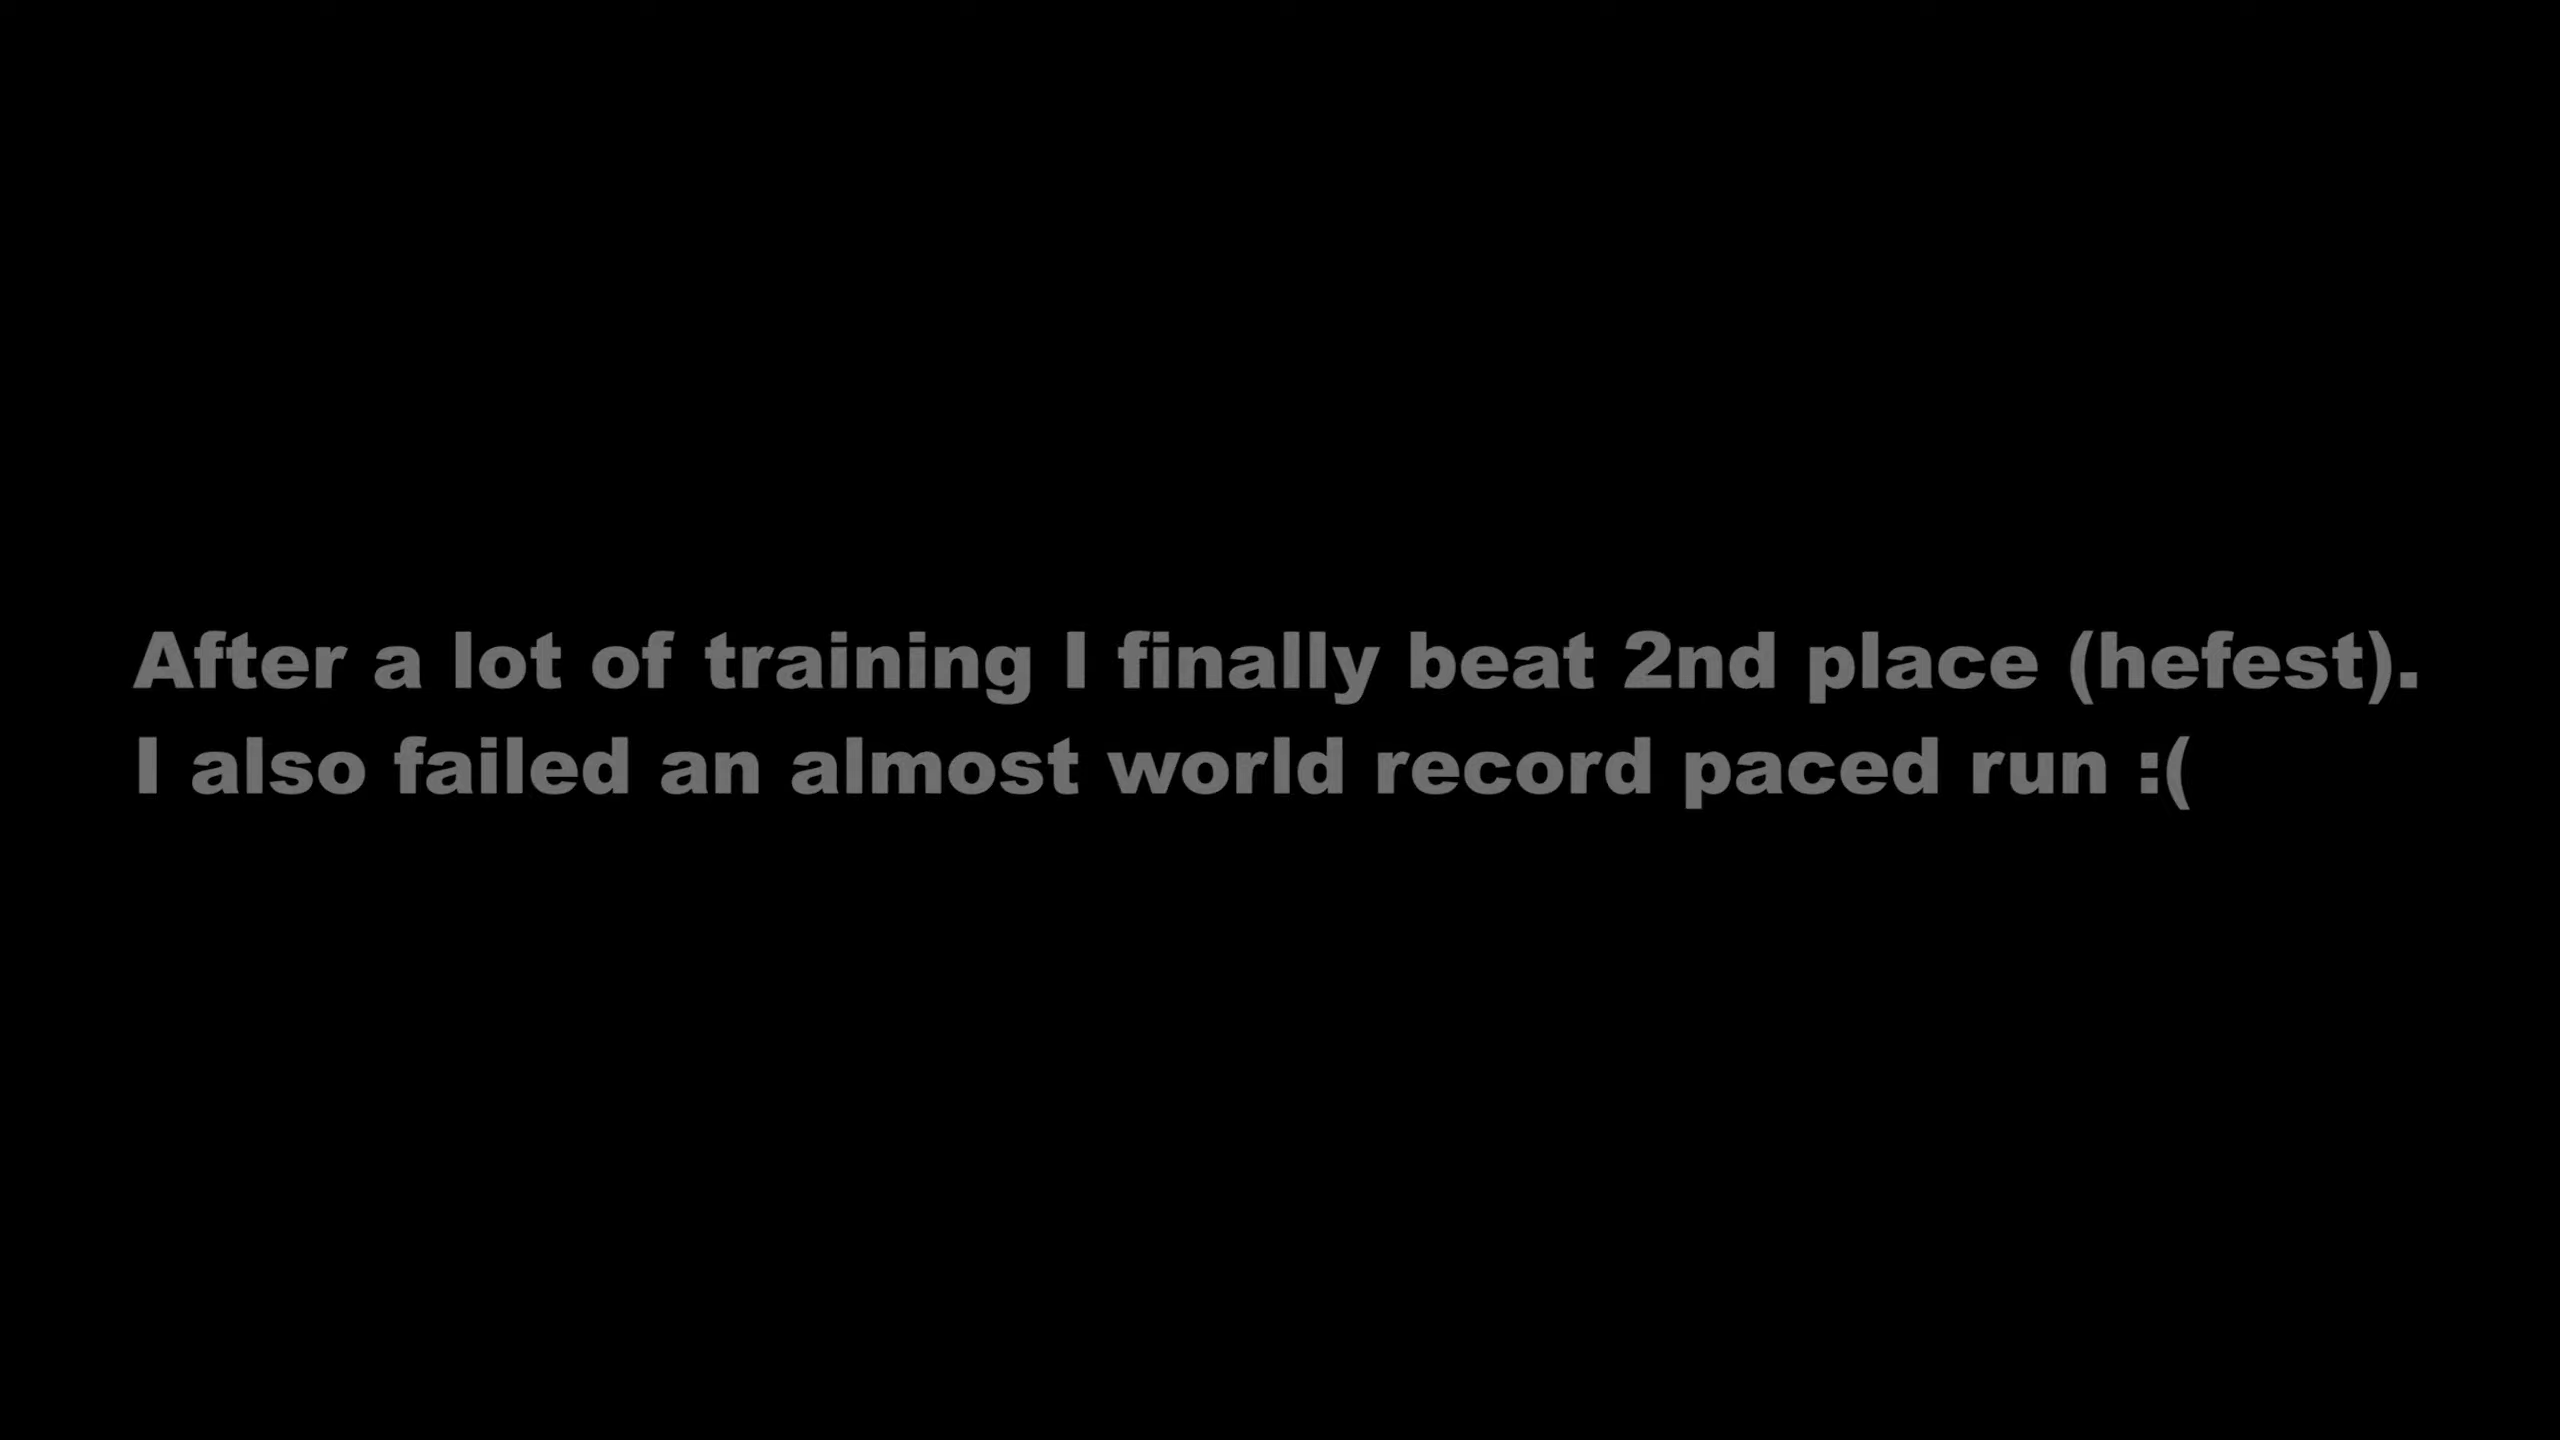 After a lot of training I finally beat 2nd place (hefest).
I also failed an almost world record paced run :(